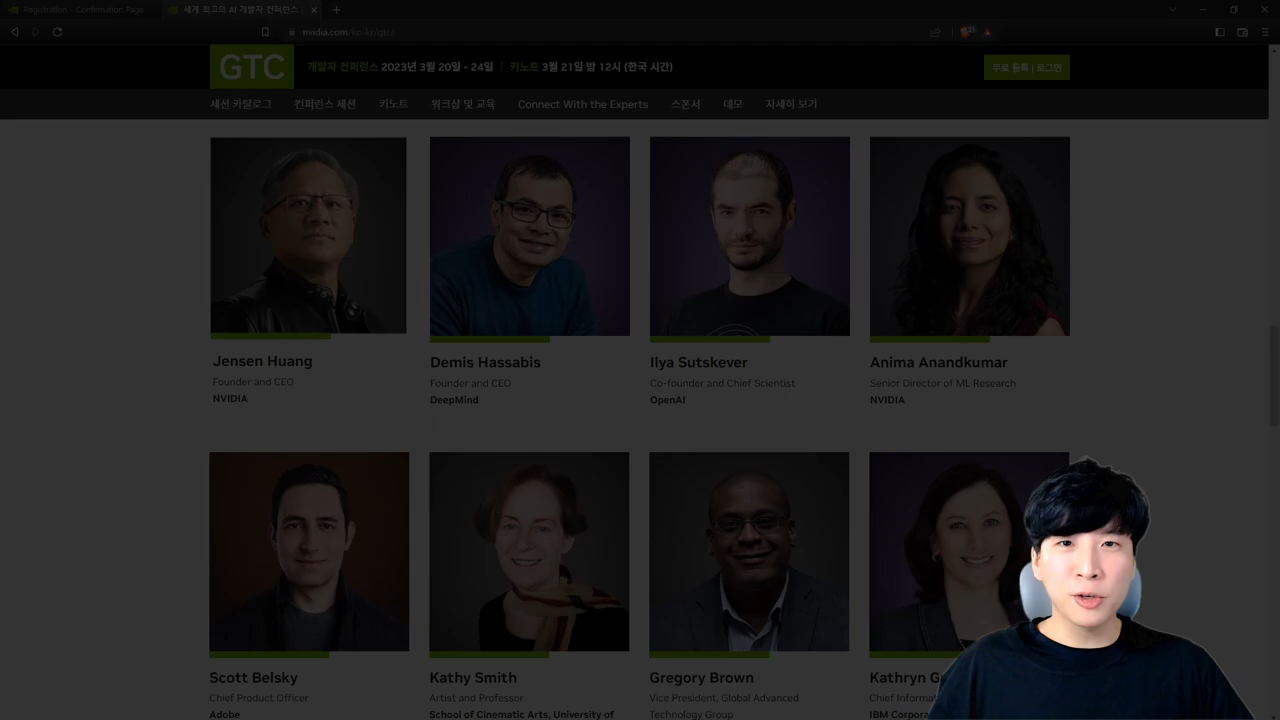 Registration - Confirmation Page
세계 최고의 AI 개발자 컨퍼런스 |
nvidia.com/ko-kr/gtc/
GTC
개발자 컨퍼런스 2023년 3월 20일 - 24일 | 키노트 3월 21일 밤 12시 (한국 시간)
무료 등록 | 로그인
세션 카탈로그 컨퍼런스 세션 키노트 워크샵 및 교육 Connect With the Experts 스폰서 데모 자세히 보기
Jensen Huang
Founder and CEO
NVIDIA
Demis Hassabis
Founder and CEO
DeepMind
Ilya Sutskever
Co-founder and Chief Scientist
OpenAI
Anima Anandkumar
Senior Director of ML Research
NVIDIA
Scott Belsky
Chief Product Officer
Adobe
Kathy Smith
Artist and Professor
School of Cinematic Arts, University of
Gregory Brown
Vice President, Global Advanced
Technology Group
Kathryn G
Chief Informat
IBM Corpora